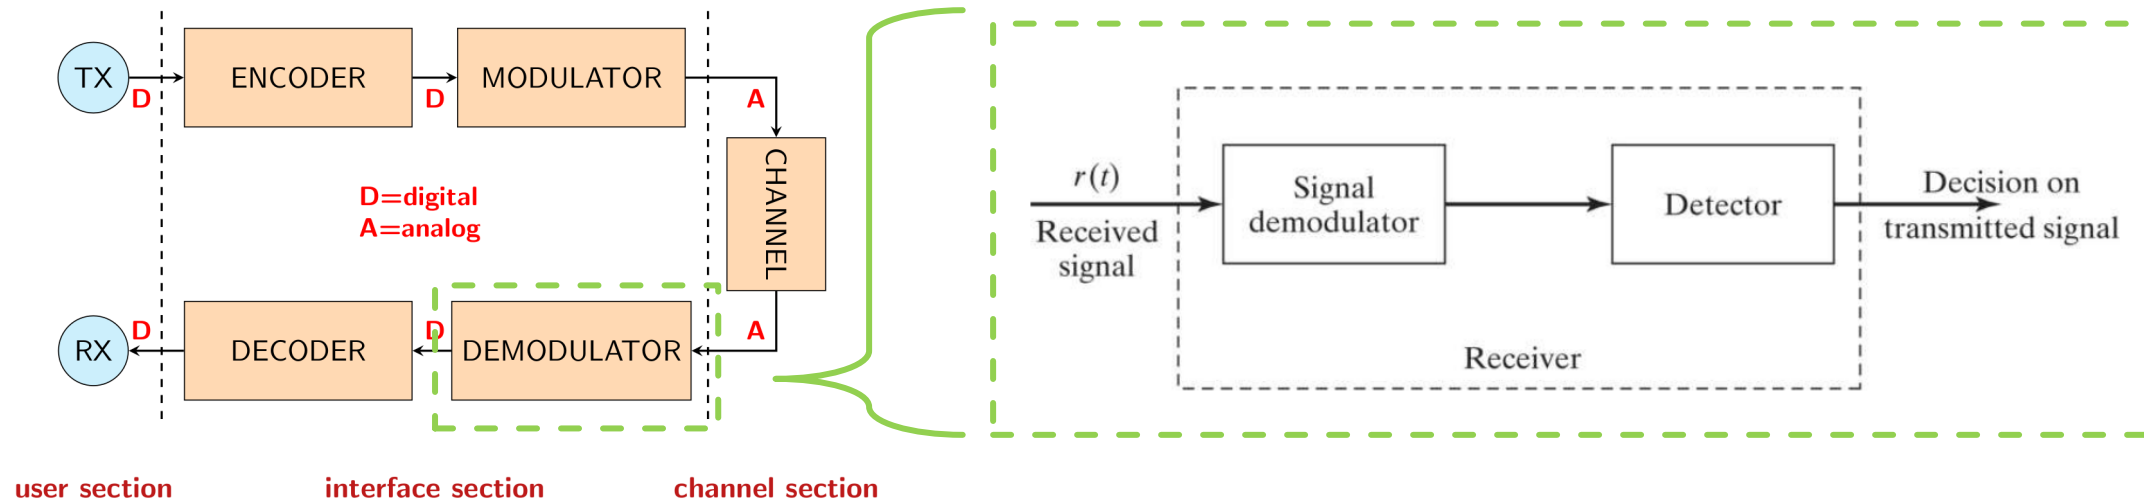 TX
D
ENCODER
D
MODULATOR
A
CHANNEL
D=digital
A=analog
RX
D
DECODER
D
DEMODULATOR
A
user section
interface section
channel section
r(t)
Received
signal
Signal
demodulator
Detector
Decision on
transmitted signal
Receiver